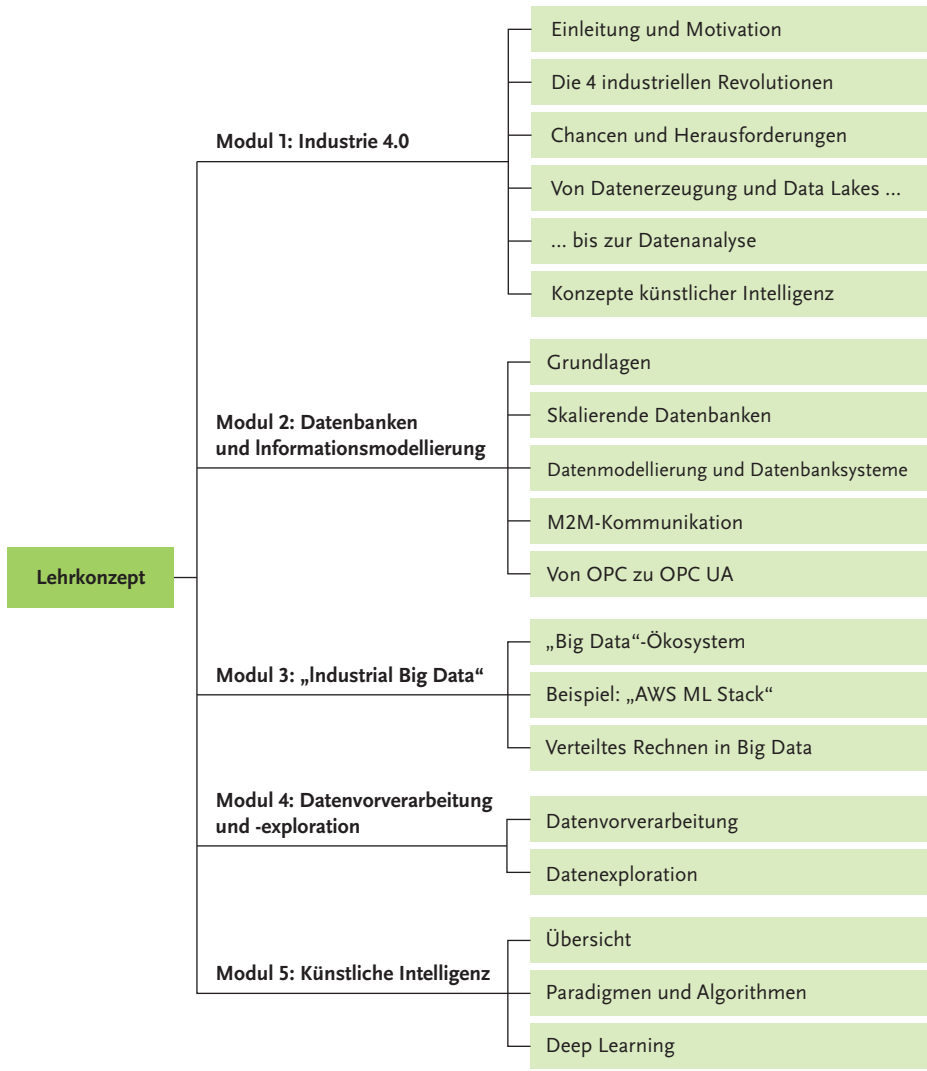 Lehrkonzept
Modul 1: Industrie 4.0
Einleitung und Motivation
Die 4 industriellen Revolutionen
Chancen und Herausforderungen
Von Datenerzeugung und Data Lakes ...
... bis zur Datenanalyse
Konzepte künstlicher Intelligenz
Modul 2: Datenbanken
und Informationsmodellierung
Grundlagen
Skalierende Datenbanken
Datenmodellierung und Datenbanksysteme
M2M-Kommunikation
Von OPC zu OPC UA
Modul 3: „Industrial Big Data“
„Big Data“-Ökosystem
Beispiel: „AWS ML Stack“
Verteiltes Rechnen in Big Data
Modul 4: Datenvorverarbeitung
und -exploration
Datenvorverarbeitung
Datenexploration
Modul 5: Künstliche Intelligenz
Übersicht
Paradigmen und Algorithmen
Deep Learning